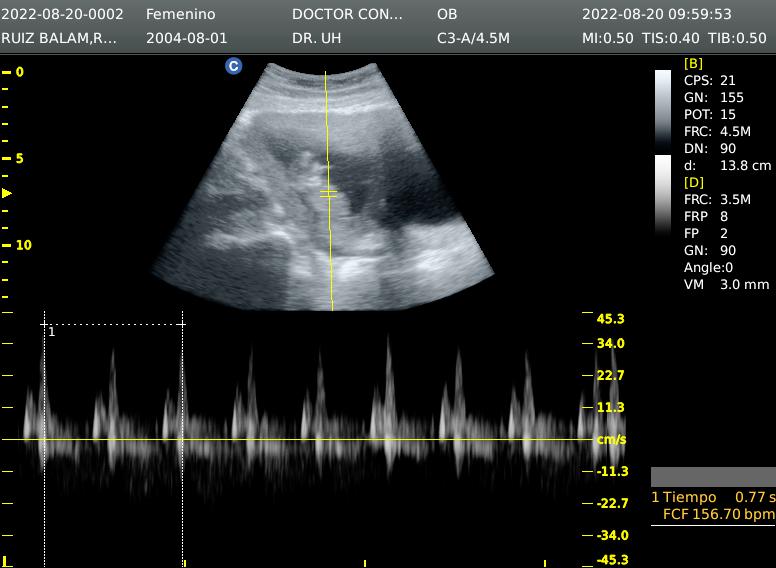 2022-08-20-0002 Femenino DOCTOR CON... OB 2022-08-20 09:59:53
RUIZ BALAM,R... 2004-08-01 DR. UH C3-A/4.5M MI:0.50 TIS:0.40 TIB:0.50
C
0
5
10
[B]
CPS: 21
GN: 155
POT: 15
FRC: 4.5M
DN: 90
d: 13.8 cm
[D]
FRC: 3.5M
FRP 8
FP 2
GN: 90
Angle:0
VM 3.0 mm
1
45.3
34.0
22.7
11.3
cm/s
-11.3
-22.7
-34.0
-45.3
1 Tiempo 0.77 s
FCF 156.70 bpm